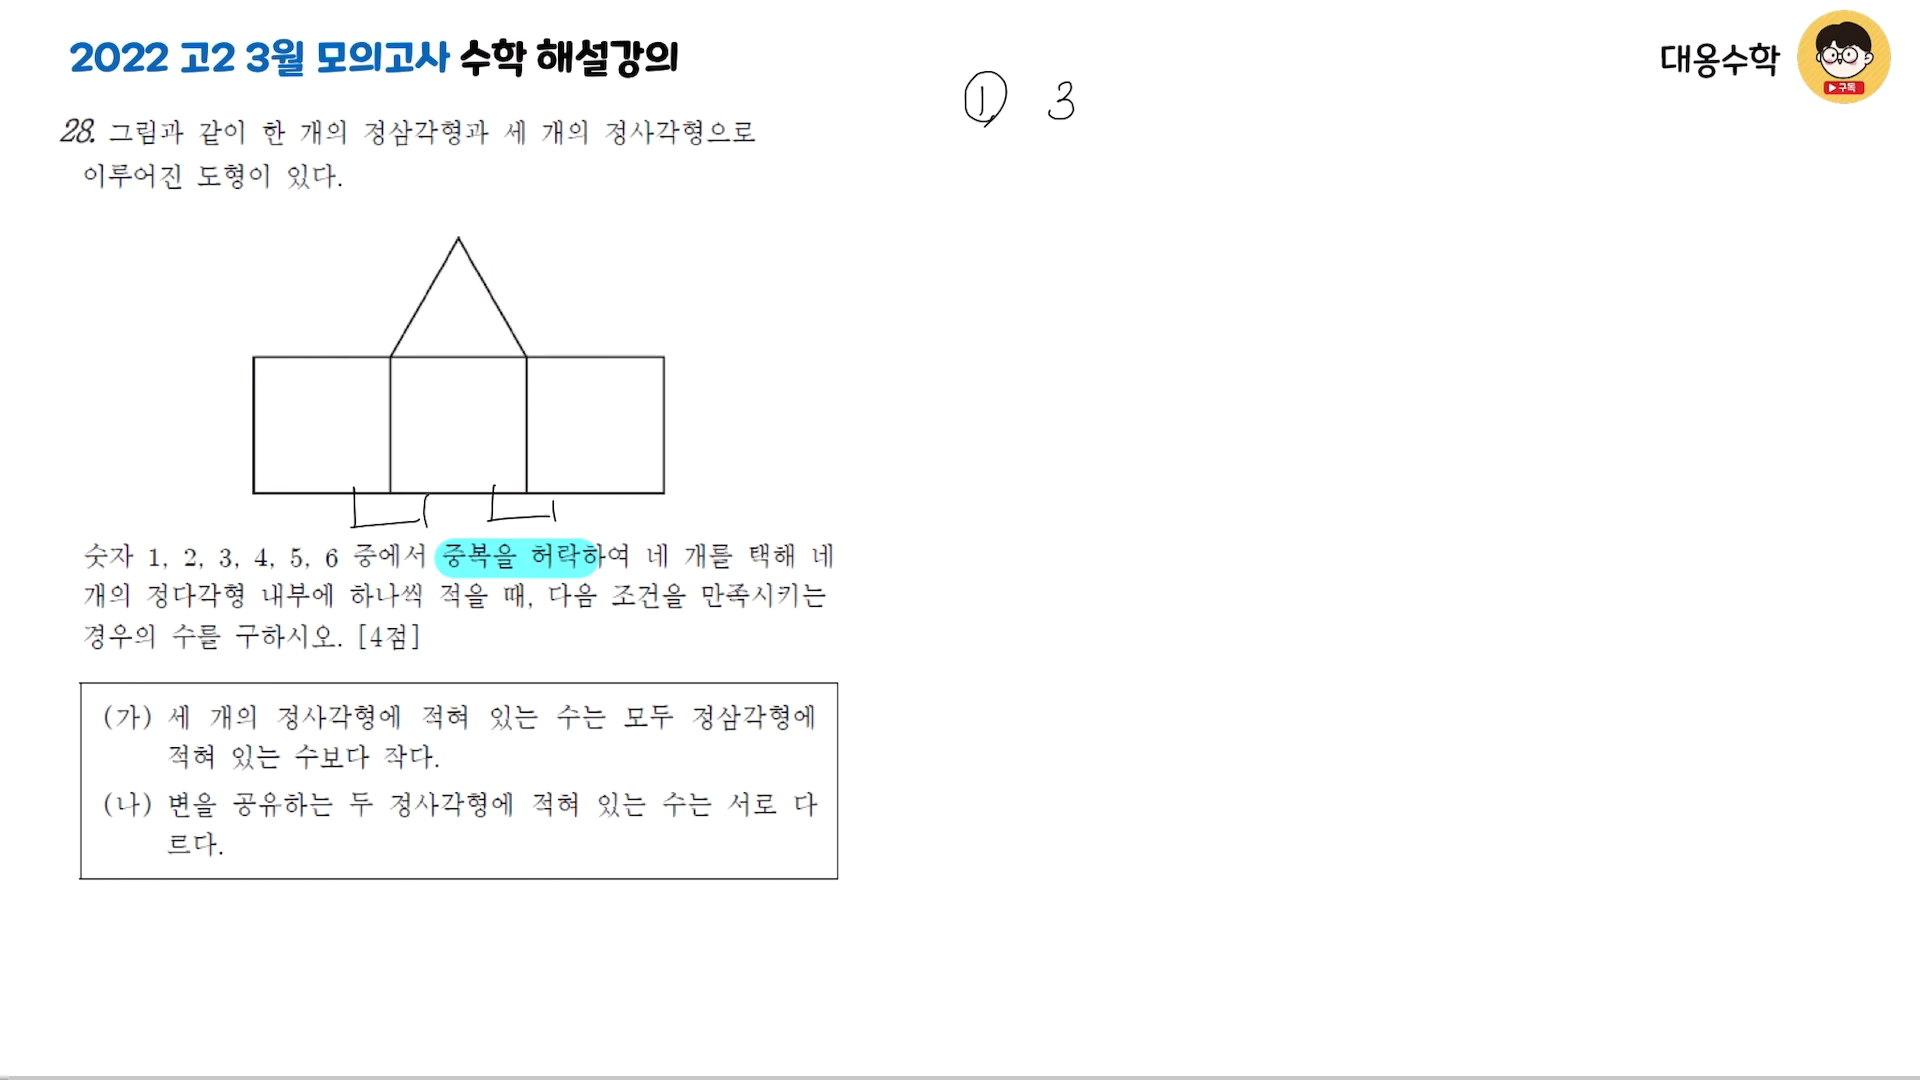 2022 고2 3월 모의고사 수학 해설강의
대웅수학
구독
① 3
28. 그림과 같이 한 개의 정삼각형과 세 개의 정사각형으로
이루어진 도형이 있다.
숫자 1, 2, 3, 4, 5, 6 중에서 중복을 허락하여 네 개를 택해 네
개의 정다각형 내부에 하나씩 적을 때, 다음 조건을 만족시키는
경우의 수를 구하시오. [4점]
(가) 세 개의 정사각형에 적혀 있는 수는 모두 정삼각형에
적혀 있는 수보다 작다.
(나) 변을 공유하는 두 정사각형에 적혀 있는 수는 서로 다
르다.